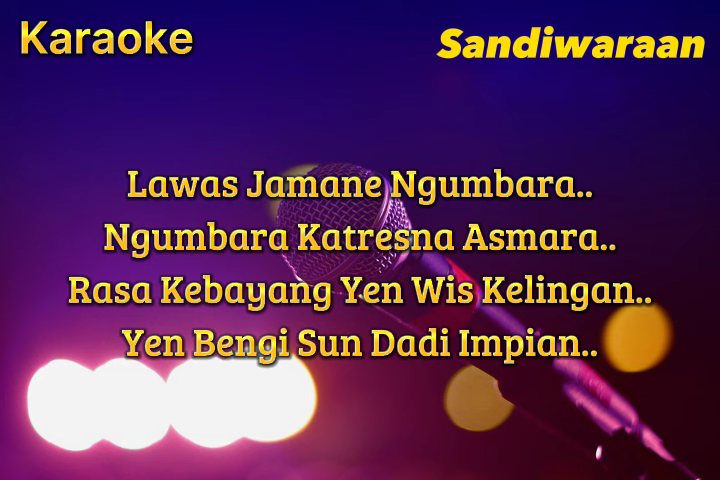 Karaoke
Sandiwaraan
Lawas Jamane Ngumbara..
Ngumbara Katresna Asmara..
Rasa Kebayang Yen Wis Kelingan..
Yen Bengi Sun Dadi Impian..